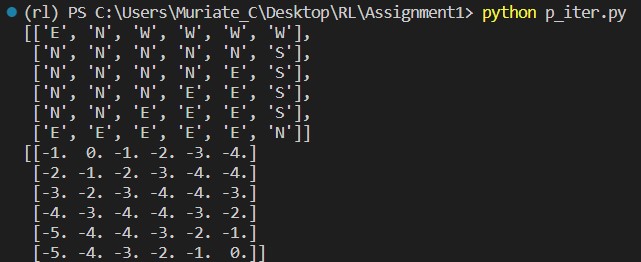 (rl) PS C:\Users\Muriate_C\Desktop\RL\Assignment1> python p_iter.py
[['E', 'N', 'W', 'W', 'W', 'W'],
['N', 'N', 'N', 'N', 'N', 'S'],
['N', 'N', 'N', 'N', 'E', 'S'],
['N', 'N', 'N', 'E', 'E', 'S'],
['N', 'N', 'E', 'E', 'E', 'S'],
['E', 'E', 'E', 'E', 'E', 'N']]
[[-1. 0. -1. -2. -3. -4.]
[-2. -1. -2. -3. -4. -4.]
[-3. -2. -3. -4. -4. -3.]
[-4. -3. -4. -4. -3. -2.]
[-5. -4. -4. -3. -2. -1.]
[-5. -4. -3. -2. -1. 0.]]